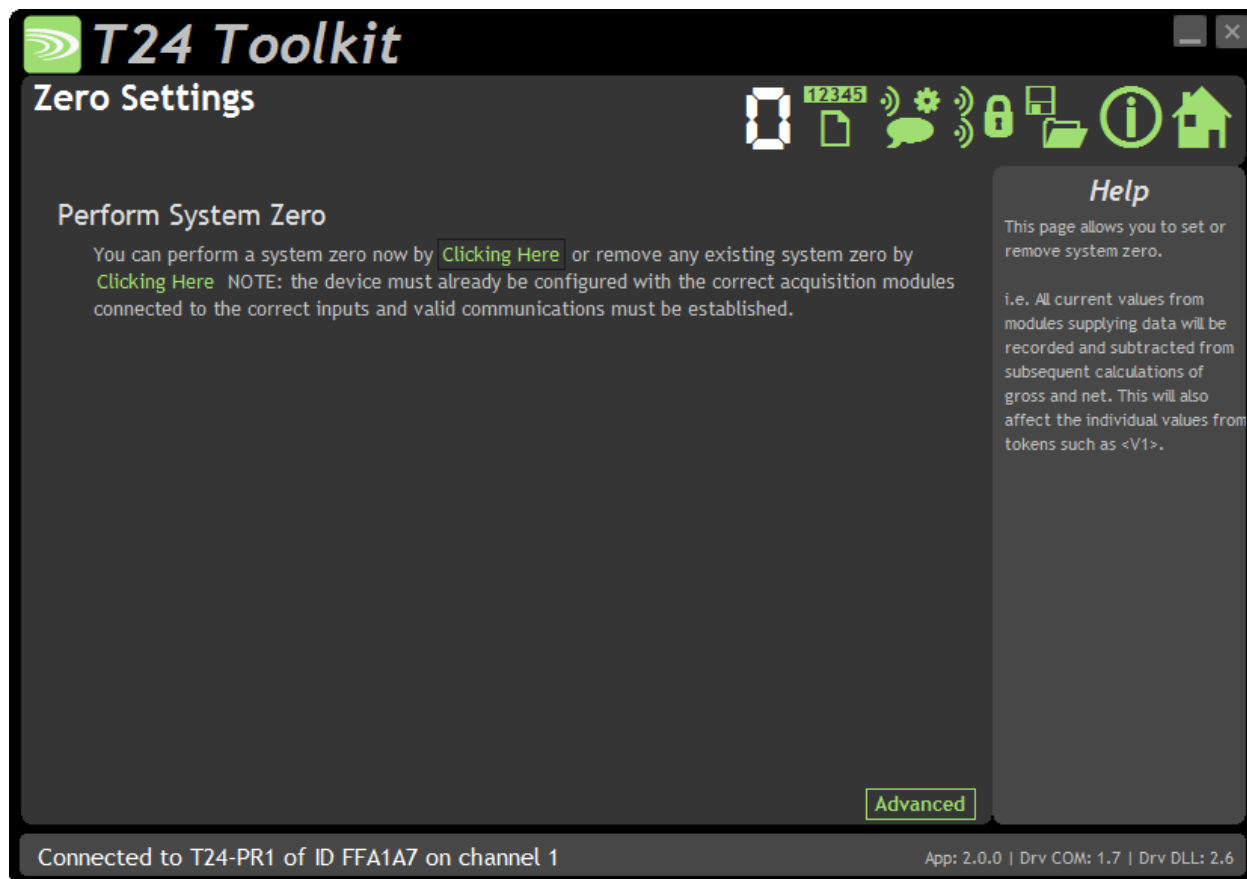 T24 Toolkit
Zero Settings
0
12345
Perform System Zero
You can perform a system zero now by Clicking Here or remove any existing system zero by
Clicking Here NOTE: the device must already be configured with the correct acquisition modules
connected to the correct inputs and valid communications must be established.
Advanced
Help
This page allows you to set or
remove system zero.
i.e. All current values from
modules supplying data will be
recorded and subtracted from
subsequent calculations of
gross and net. This will also
affect the individual values from
tokens such as <V1>.
Connected to T24-PR1 of ID FFA1A7 on channel 1
App: 2.0.0 | Drv COM: 1.7 | Drv DLL: 2.6